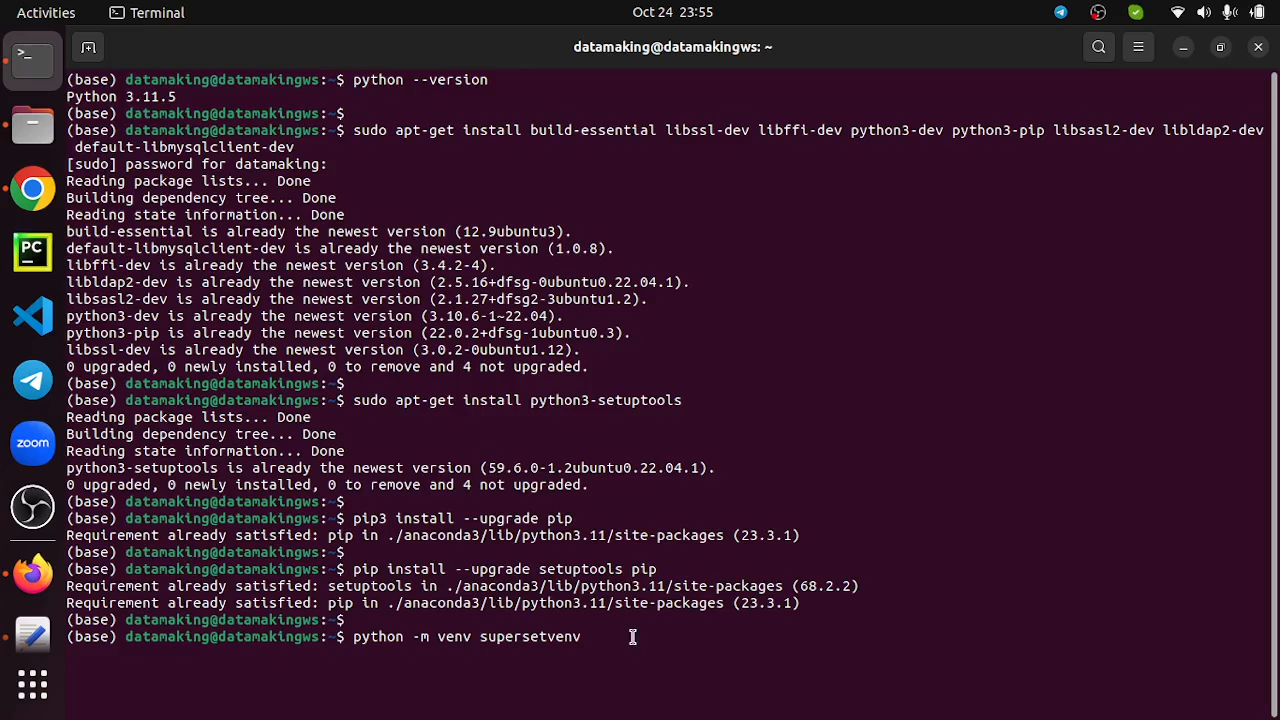 Activities
Terminal
Oct 24 23:55
datamaking@datamakingws: ~
(base) datamaking@datamakingws:~$ python --version
Python 3.11.5
(base) datamaking@datamakingws:~$
(base) datamaking@datamakingws:~$ sudo apt-get install build-essential libssl-dev libffi-dev python3-dev python3-pip libsasl2-dev libldap2-dev
default-libmysqlclient-dev
[sudo] password for datamaking:
Reading package lists... Done
Building dependency tree... Done
Reading state information... Done
build-essential is already the newest version (12.9ubuntu3).
default-libmysqlclient-dev is already the newest version (1.0.8).
libffi-dev is already the newest version (3.4.2-4).
libldap2-dev is already the newest version (2.5.16+dfsg-0ubuntu0.22.04.1).
libsasl2-dev is already the newest version (2.1.27+dfsg2-3ubuntu1.2).
python3-dev is already the newest version (3.10.6-1~22.04).
python3-pip is already the newest version (22.0.2+dfsg-1ubuntu0.3).
libssl-dev is already the newest version (3.0.2-0ubuntu1.12).
0 upgraded, 0 newly installed, 0 to remove and 4 not upgraded.
(base) datamaking@datamakingws:~$
(base) datamaking@datamakingws:~$ sudo apt-get install python3-setuptools
Reading package lists... Done
Building dependency tree... Done
Reading state information... Done
python3-setuptools is already the newest version (59.6.0-1.2ubuntu0.22.04.1).
0 upgraded, 0 newly installed, 0 to remove and 4 not upgraded.
(base) datamaking@datamakingws:~$
(base) datamaking@datamakingws:~$ pip3 install --upgrade pip
Requirement already satisfied: pip in ./anaconda3/lib/python3.11/site-packages (23.3.1)
(base) datamaking@datamakingws:~$
(base) datamaking@datamakingws:~$ pip install --upgrade setuptools pip
Requirement already satisfied: setuptools in ./anaconda3/lib/python3.11/site-packages (68.2.2)
Requirement already satisfied: pip in ./anaconda3/lib/python3.11/site-packages (23.3.1)
(base) datamaking@datamakingws:~$
(base) datamaking@datamakingws:~$ python -m venv supersetvenv
PC
zoom